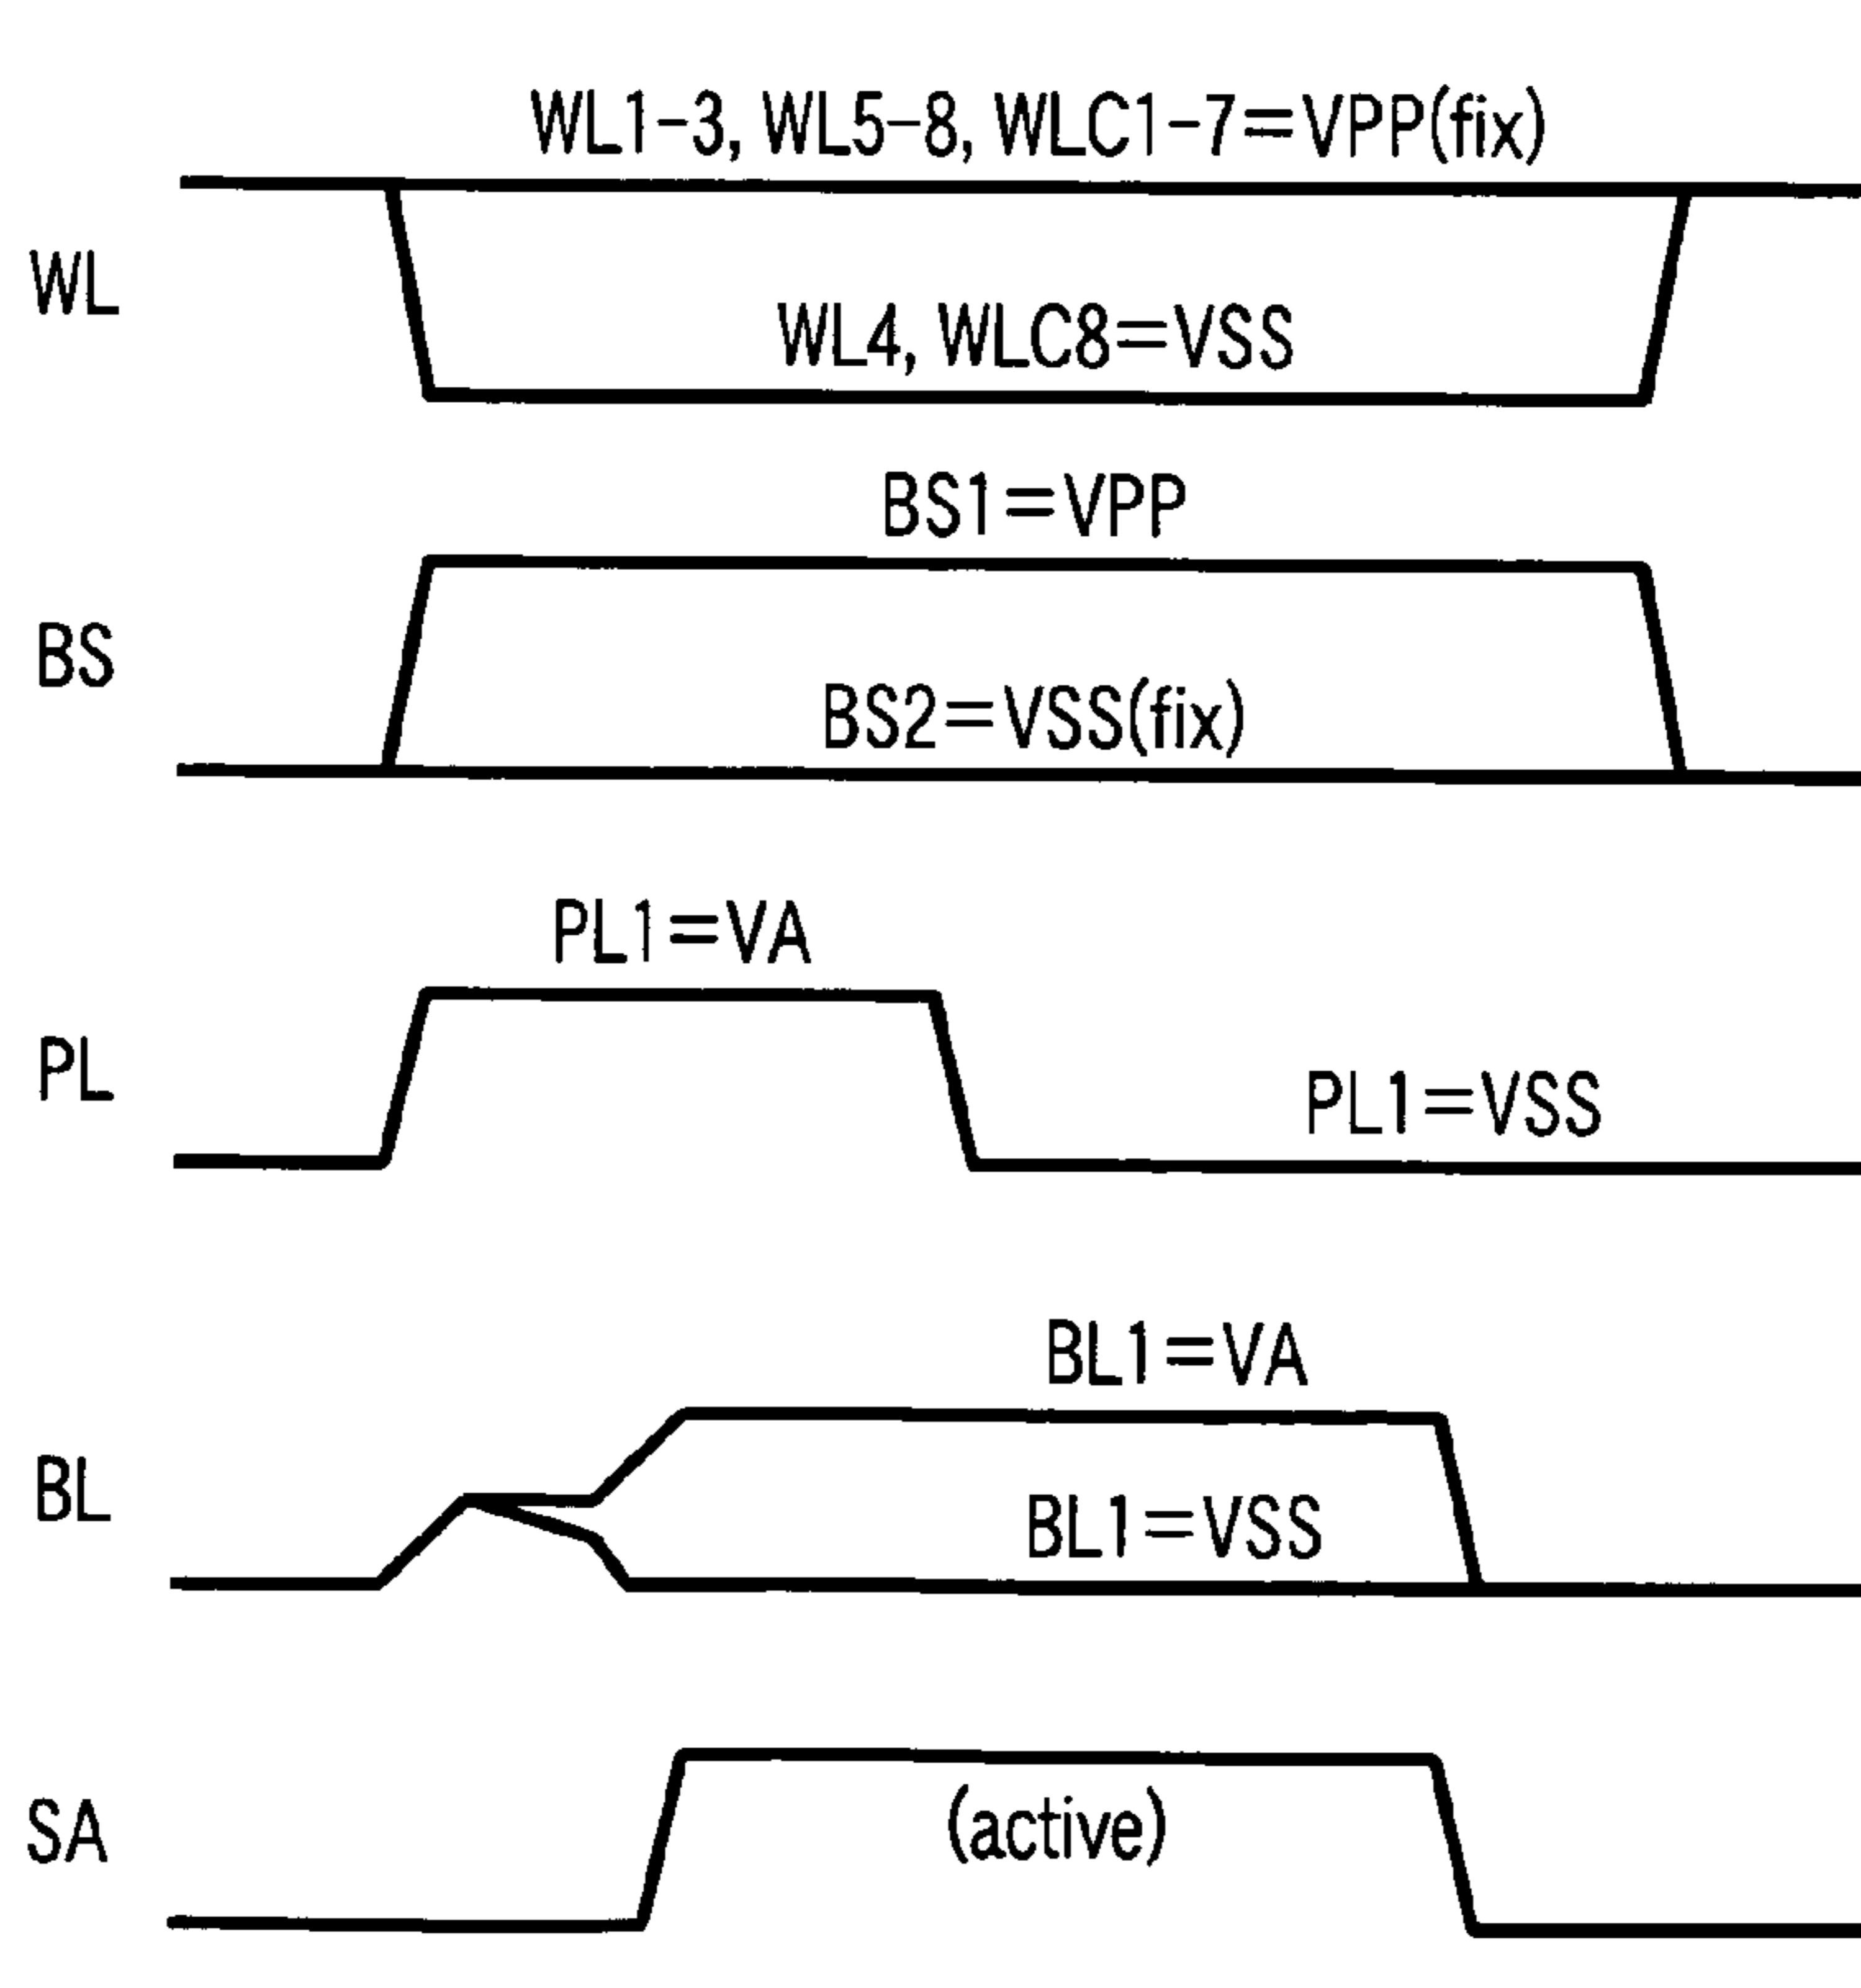 WL1-3, WL5-8, WLC1-7=VPP(fix)
WL
WL4, WLC8=VSS
BS1=VPP
BS
BS2=VSS(fix)
PL1=VA
PL
PL1=VSS
BL1=VA
BL
BL1=VSS
SA
(active)